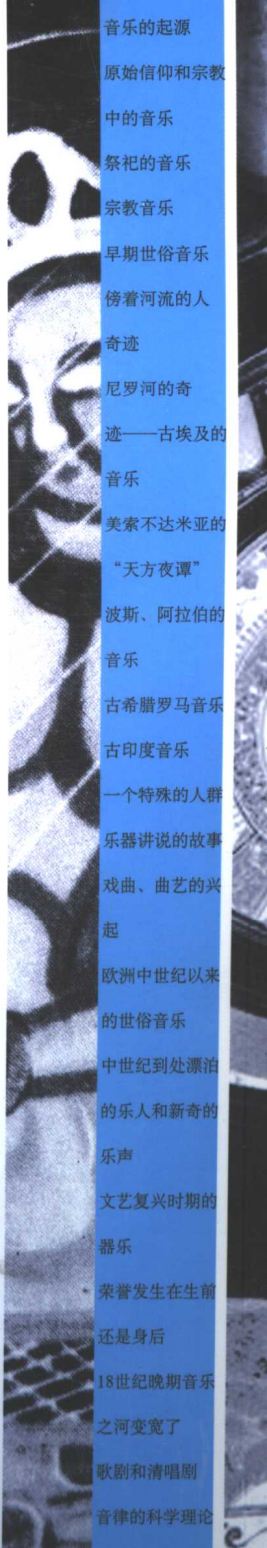 音乐的起源
原始信仰和宗教
中的音乐
祭祀的音乐
宗教音乐
早期世俗音乐
傍着河流的人
奇迹
尼罗河的奇
迹——古埃及的
音乐
美索不达米亚的
“天方夜谭”
波斯、阿拉伯的
音乐
古希腊罗马音乐
古印度音乐
一个特殊的人群
乐器讲说的故事
戏曲、曲艺的兴
起
欧洲中世纪以来
的世俗音乐
中世纪到处漂泊
的乐人和新奇的
乐声
文艺复兴时期的
器乐
荣誉发生在生前
还是身后
18世纪晚期音乐
之河变宽了
歌剧和清唱剧
音律的科学理论